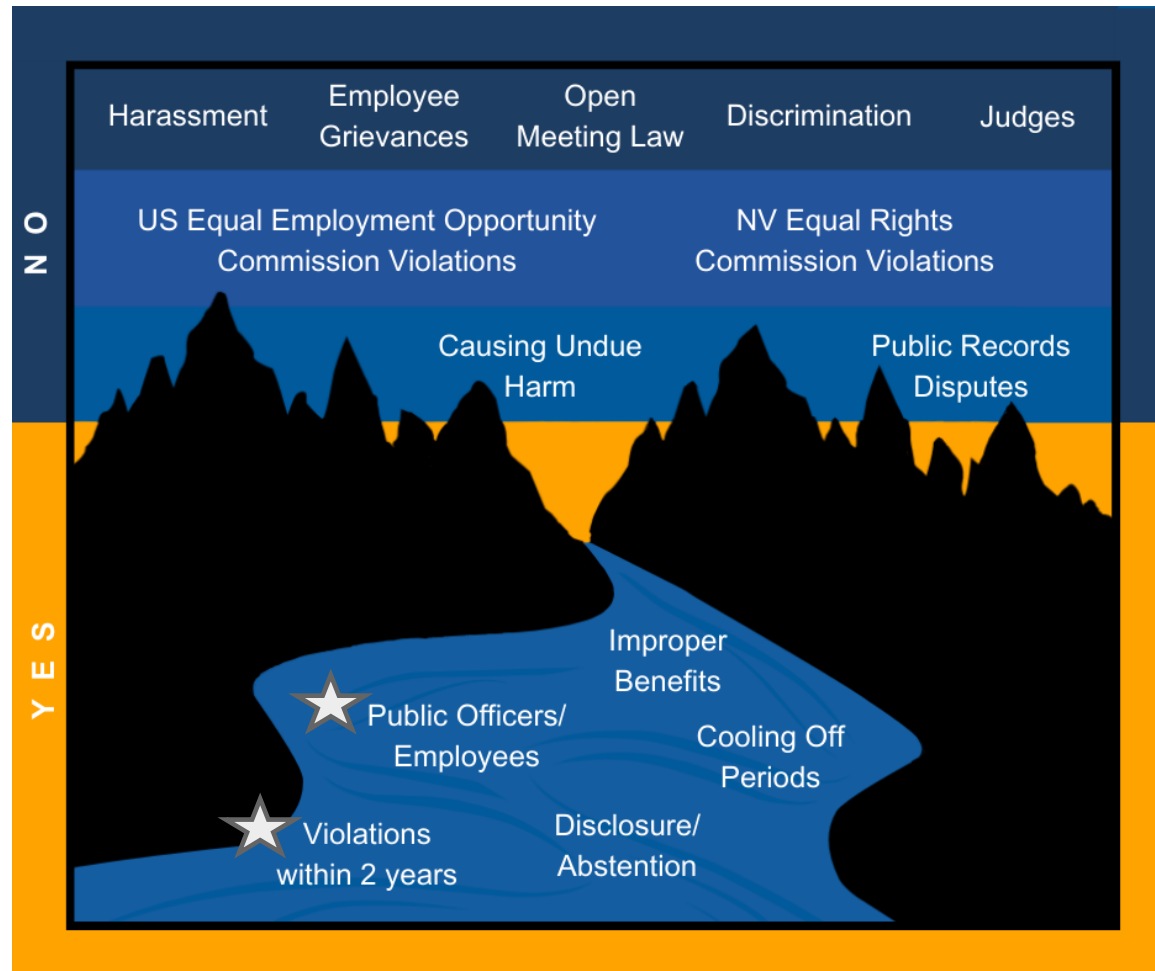 Harassment
Employee
Grievances
Open
Meeting Law
Discrimination
Judges
NO
US Equal Employment Opportunity
Commission Violations
NV Equal Rights
Commission Violations
Causing Undue
Harm
Public Records
Disputes
YES
Improper
Benefits
Public Officers/
Employees
Cooling Off
Periods
Violations
within 2 years
Disclosure/
Abstention